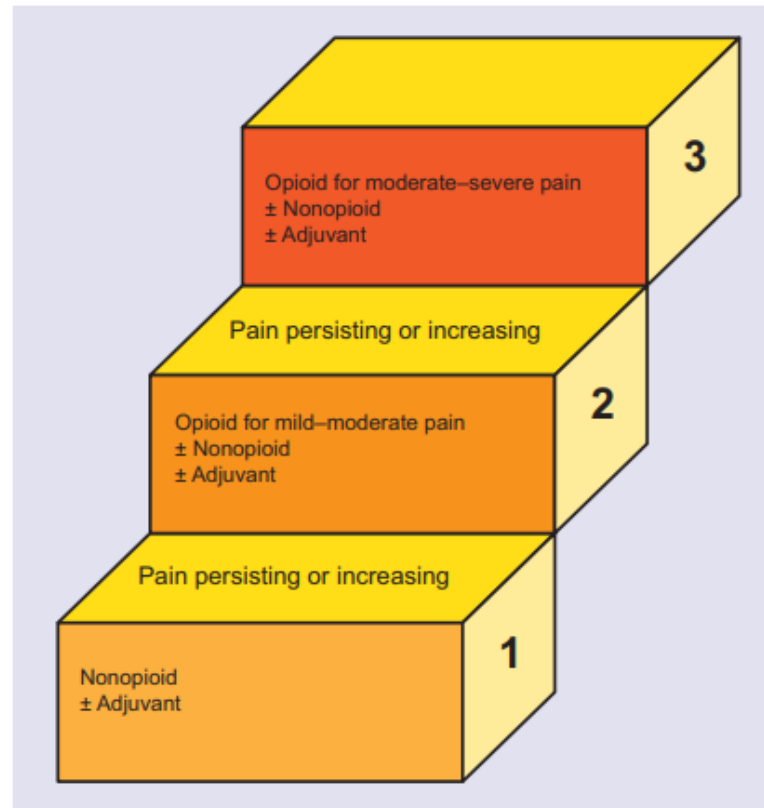 3
Opioid for moderate–severe pain
± Nonopioid
± Adjuvant
Pain persisting or increasing
2
Opioid for mild–moderate pain
± Nonopioid
± Adjuvant
Pain persisting or increasing
1
Nonopioid
± Adjuvant